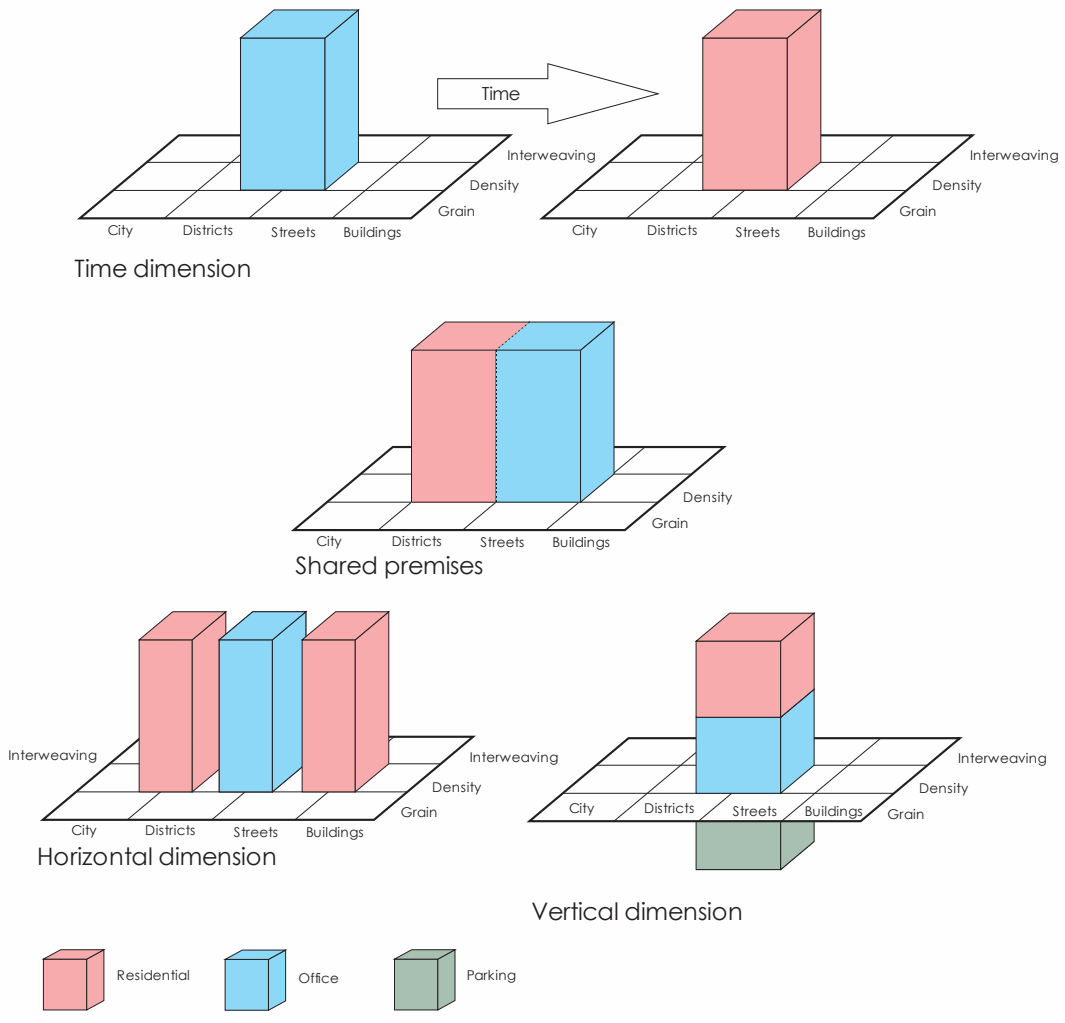 Time
Interweaving
Density
Grain
City
Districts
Streets
Buildings
Time dimension
Interweaving
Density
Grain
City
Districts
Streets
Buildings
Density
Grain
City
Districts
Streets
Buildings
Shared premises
Interweaving
Interweaving
Density
Grain
City
Districts
Streets
Buildings
Horizontal dimension
Interweaving
Density
Grain
City
Districts
Streets
Buildings
Vertical dimension
Residential
Office
Parking